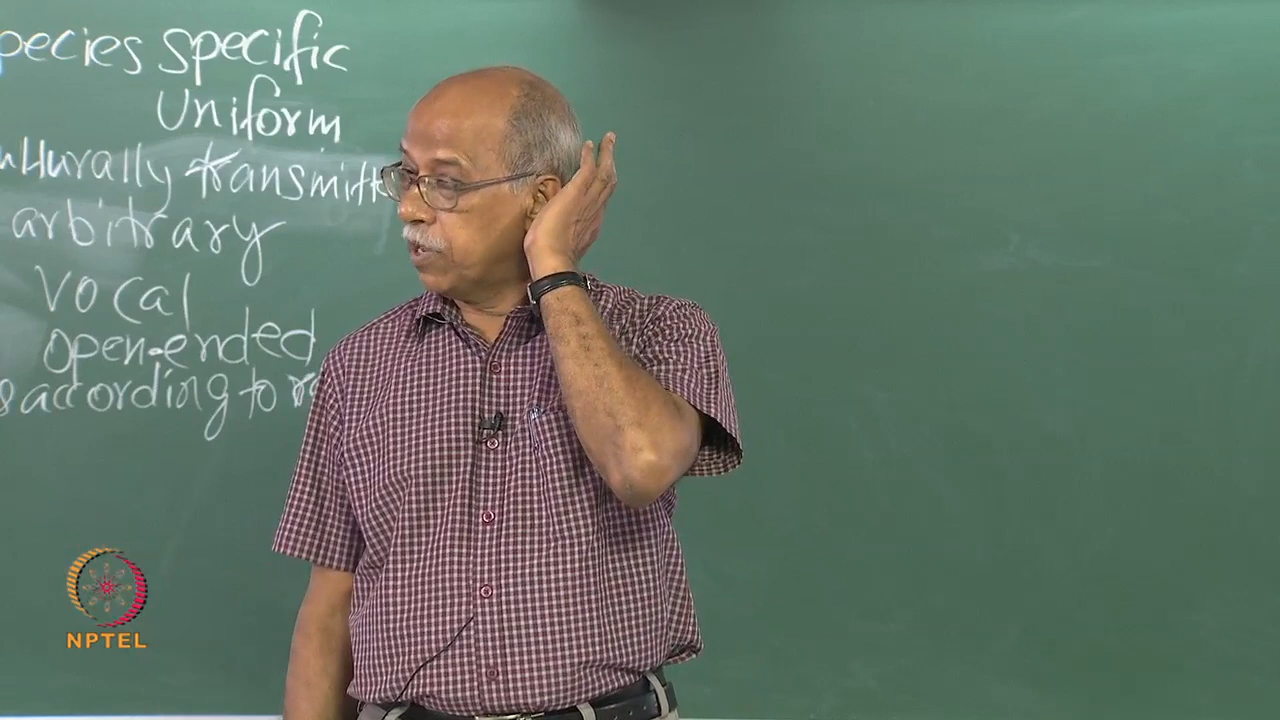 pecies specific
Uniform
ulturally transmitt
arbitrary
vocal
open-ended
according to
NPTEL